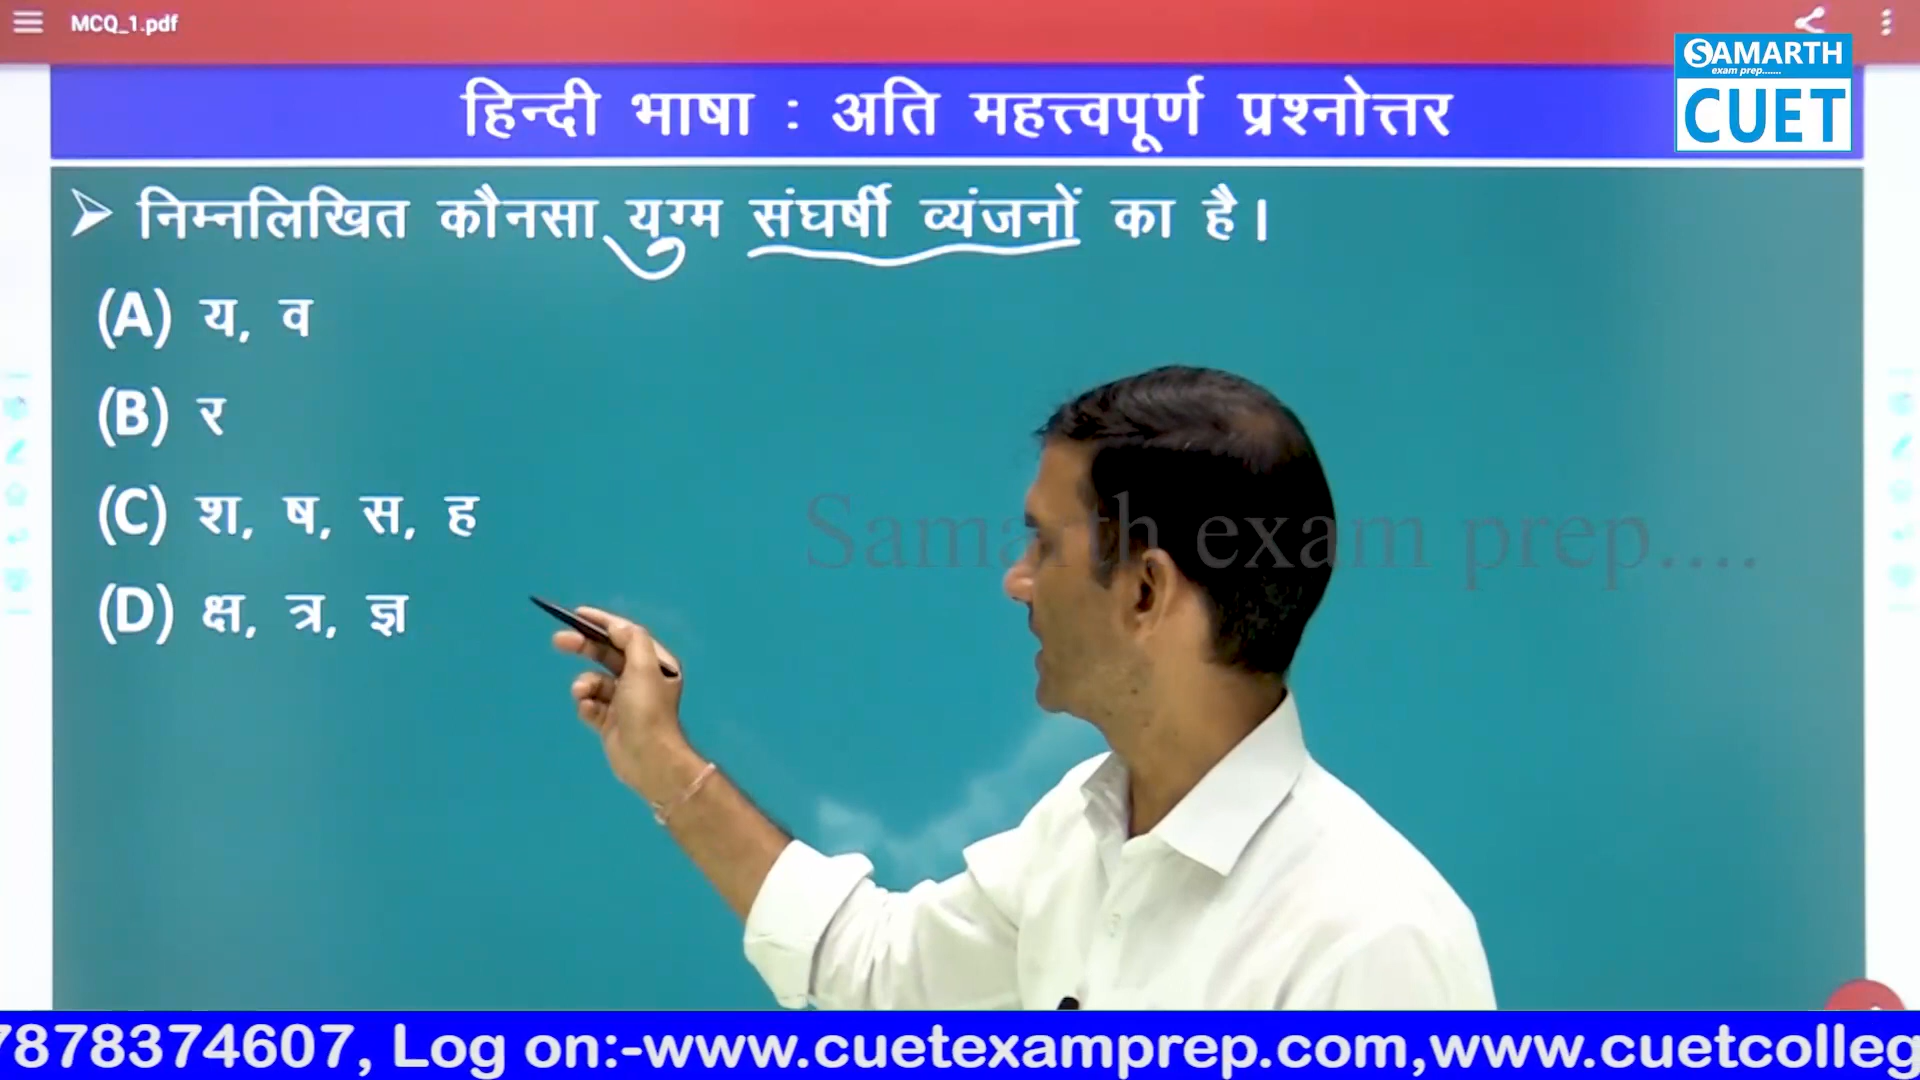 MCQ_1.pdf
SAMARTH
exam prep......
CUET
हिन्दी भाषा : अति महत्त्वपूर्ण प्रश्नोत्तर
➢ निम्नलिखित कौनसा युग्म संघर्षी व्यंजनों का है।
(A) य, व
(B) र
(C) श, ष, स, ह
(D) क्ष, त्र, ज्ञ
Samarth exam prep....
7878374607, Log on:-www.cuetexamprep.com,www.cuetcolleg